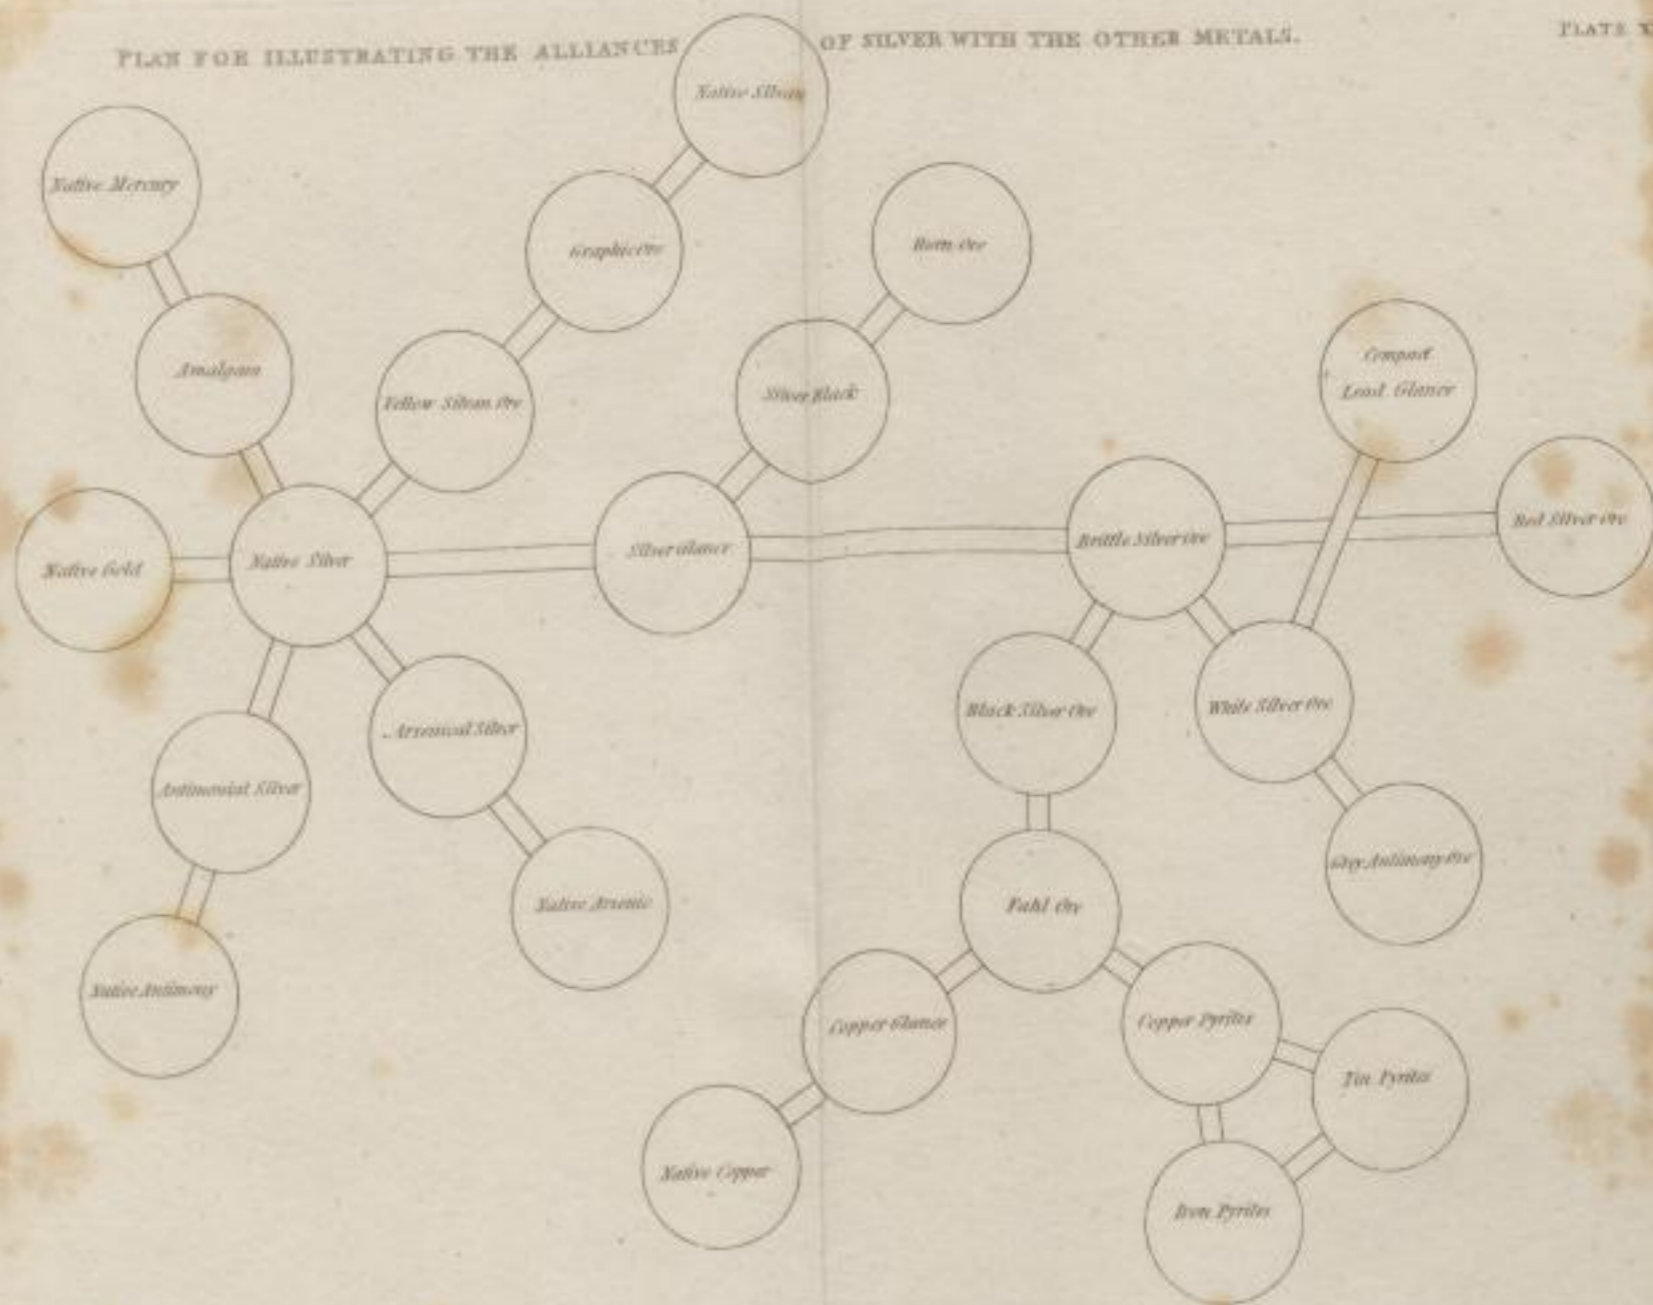 PLAN FOR ILLUSTRATING THE ALLIANCES OF SILVER WITH THE OTHER METALS.
PLATE
Native Silvan
Native Mercury
Graphic Ore
Horn Ore
Amalgam
Yellow Silvan Ore
Silver Black
Compact
Lead Glance
Native Gold
Native Silver
Silver Glance
Brittle Silver Ore
Red Silver Ore
Antimonial Silver
Arsenical Silver
Black Silver Ore
White Silver Ore
Native Arsenic
Fahl Ore
Grey Antimony Ore
Native Antimony
Copper Glance
Copper Pyrites
Tin Pyrites
Native Copper
Iron Pyrites